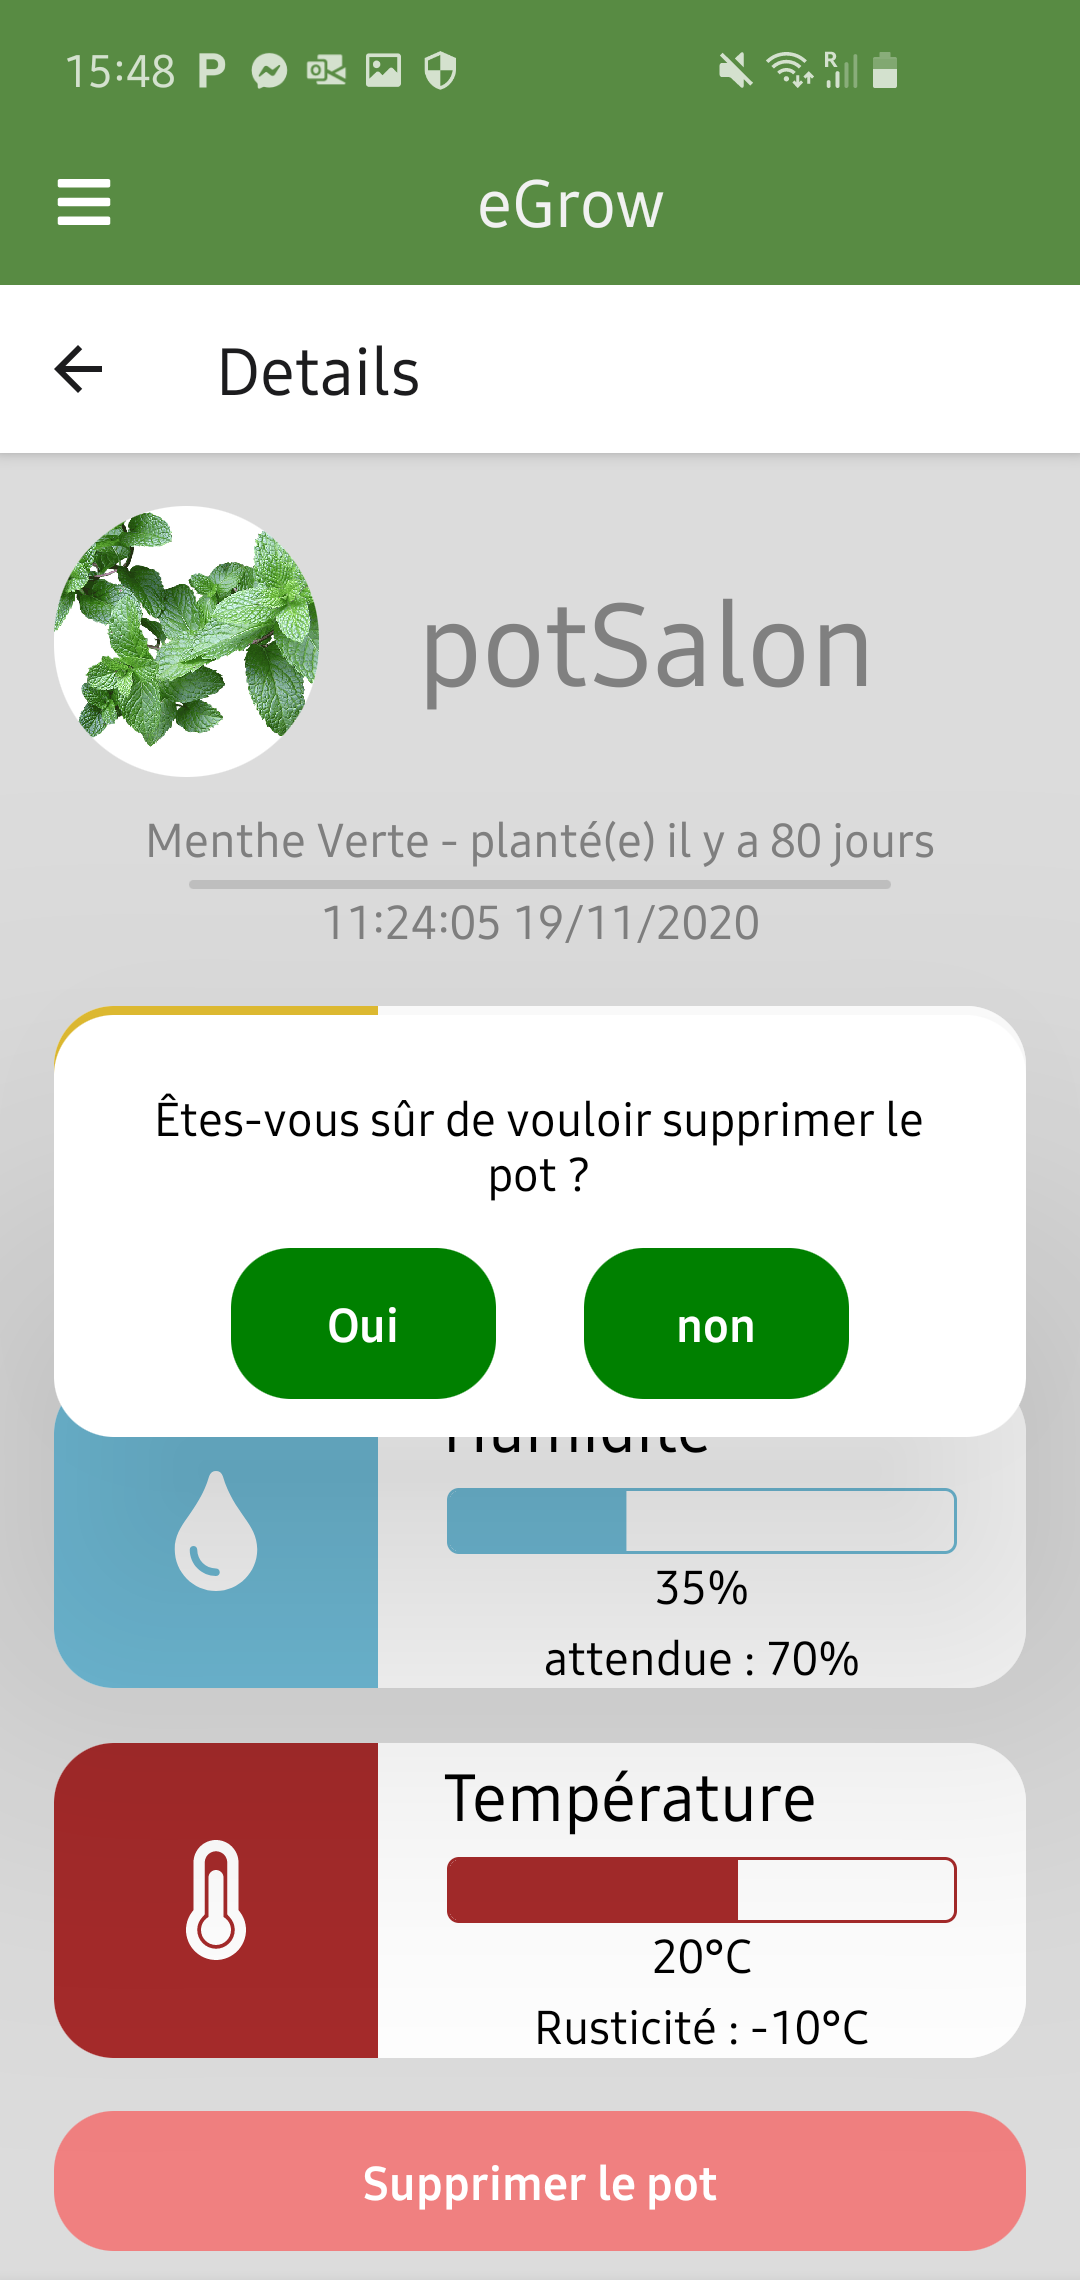 15:48
eGrow
Details
potSalon
Menthe Verte - planté(e) il y a 80 jours
11:24:05 19/11/2020
Êtes-vous sûr de vouloir supprimer le
pot ?
Oui non
Humidité
35%
attendue : 70%
Température
20°C
Rusticité : -10°C
Supprimer le pot